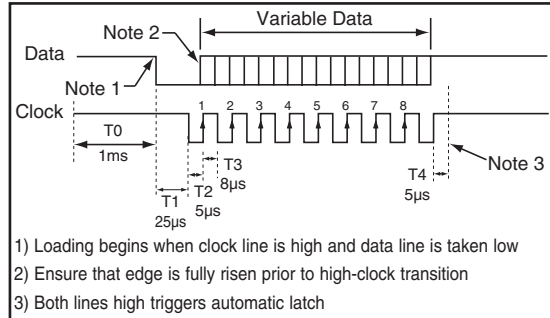 Variable Data
Note 2
Data
Note 1
Clock
1 2 3 4 5 6 7 8
T0
1ms
T3
8µs
Note 3
T2
5µs
T4
5µs
T1
25µs
1) Loading begins when clock line is high and data line is taken low
2) Ensure that edge is fully risen prior to high-clock transition
3) Both lines high triggers automatic latch